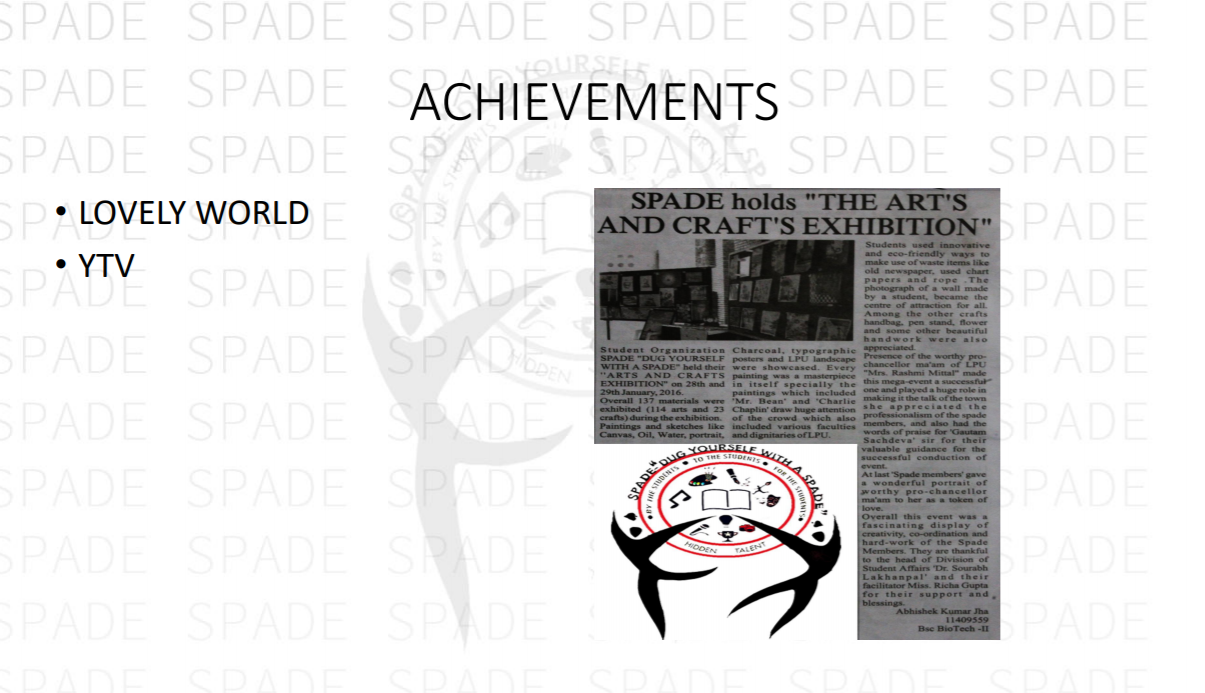 ACHIEVEMENTS
• LOVELY WORLD
• YTV
SPADE holds "THE ART'S
AND CRAFT'S EXHIBITION"
Student Organization
SPADE "DUG YOURSELF
WITH A SPADE" held their
"ARTS AND CRAFTS
EXHIBITION" on 28th and
29th January, 2016.
Overall 137 materials were
exhibited (114 arts and 23
crafts) during the exhibition.
Paintings and sketches like
Canvas, Oil, Water, portrait,
Charcoal, typographic
posters and LPU landscape
were showcased. Every
painting was a masterpiece
in itself specially the
paintings which included
'Mr. Bean' and 'Charlie
Chaplin' draw huge attention
of the crowd which also
included various faculties
and dignitaries of LPU.
Students used innovative
and eco-friendly ways to
make use of waste items like
old newspaper, used chart
papers and rope .The
photograph of a wall made
by a student, became the
centre of attraction for all.
Among the other crafts
handbag, pen stand, flower
and some other beautiful
handwork were also
appreciated.
Presence of the worthy pro-
chancellor ma'am of LPU
"Mrs. Rashmi Mittal" made
this mega-event a successful
one and played a huge role in
making it the talk of the town
she appreciated the
professionalism of the spade
members, and also had the
words of praise for 'Gautam
Sachdeva' sir for their
valuable guidance for the
successful conduction of
event.
At last 'Spade members' gave
a wonderful portrait of
worthy pro-chancellor
ma'am to her as a token of
love.
Overall this event was a
fascinating display of
creativity, co-ordination and
hard-work of the Spade
Members. They are thankful
to the head of Division of
Student Affairs 'Dr. Sourabh
Lakhanpal' and their
facilitator Miss. Richa Gupta
for their support and
blessings.
Abhishek Kumar Jha
11409559
Bsc BioTech -II
SPADE "DUG YOURSELF WITH A SPADE"
BY THE STUDENTS • TO THE STUDENTS • FOR THE STUDENTS
HIDDEN TALENT